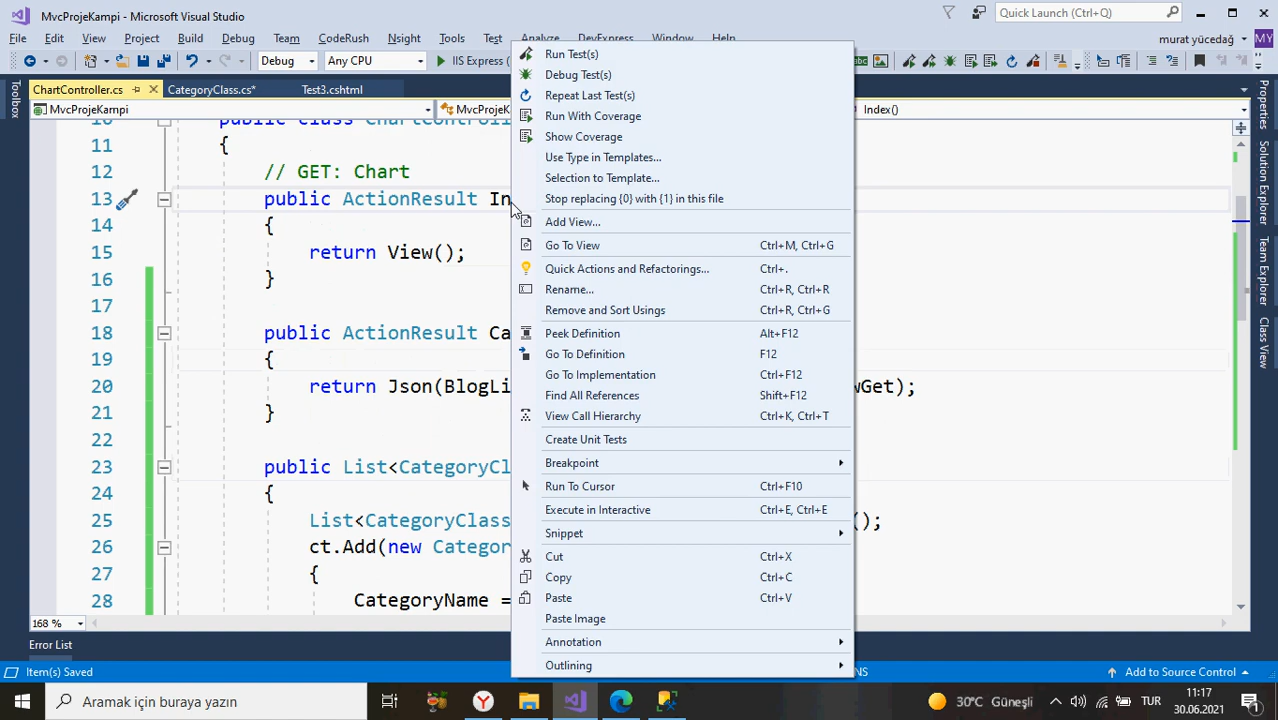 MvcProjeKampi - Microsoft Visual Studio
Quick Launch (Ctrl+Q)
File Edit View Project Build Debug Team CodeRush Nsight Tools Test Analyze DevExpress Window Help
murat yücedağ MY
Debug Any CPU IIS Express (
ChartController.cs CategoryClass.cs* Test3.cshtml
MvcProjeKampi MvcProjeK Index()
Toolbox
Properties
Solution Explorer
Team Explorer
Class View
10 public class ChartControll
11 {
12 // GET: Chart
13 public ActionResult In
14 {
15 return View();
16 }
17
18 public ActionResult Ca
19 {
20 return Json(BlogLi wGet);
21 }
22
23 public List<CategoryCl
24 {
25 List<CategoryClass ();
26 ct.Add(new Catego
27 {
28 CategoryName =
Run Test(s)
Debug Test(s)
Repeat Last Test(s)
Run With Coverage
Show Coverage
Use Type in Templates...
Selection to Template...
Stop replacing {0} with {1} in this file
Add View...
Go To View Ctrl+M, Ctrl+G
Quick Actions and Refactorings... Ctrl+.
Rename... Ctrl+R, Ctrl+R
Remove and Sort Usings Ctrl+R, Ctrl+G
Peek Definition Alt+F12
Go To Definition F12
Go To Implementation Ctrl+F12
Find All References Shift+F12
View Call Hierarchy Ctrl+K, Ctrl+T
Create Unit Tests
Breakpoint
Run To Cursor Ctrl+F10
Execute in Interactive Ctrl+E, Ctrl+E
Snippet
Cut Ctrl+X
Copy Ctrl+C
Paste Ctrl+V
Paste Image
Annotation
Outlining
168 %
Error List
Item(s) Saved NS Add to Source Control
Aramak için buraya yazın 30°C Güneşli TUR 11:17
30.06.2021